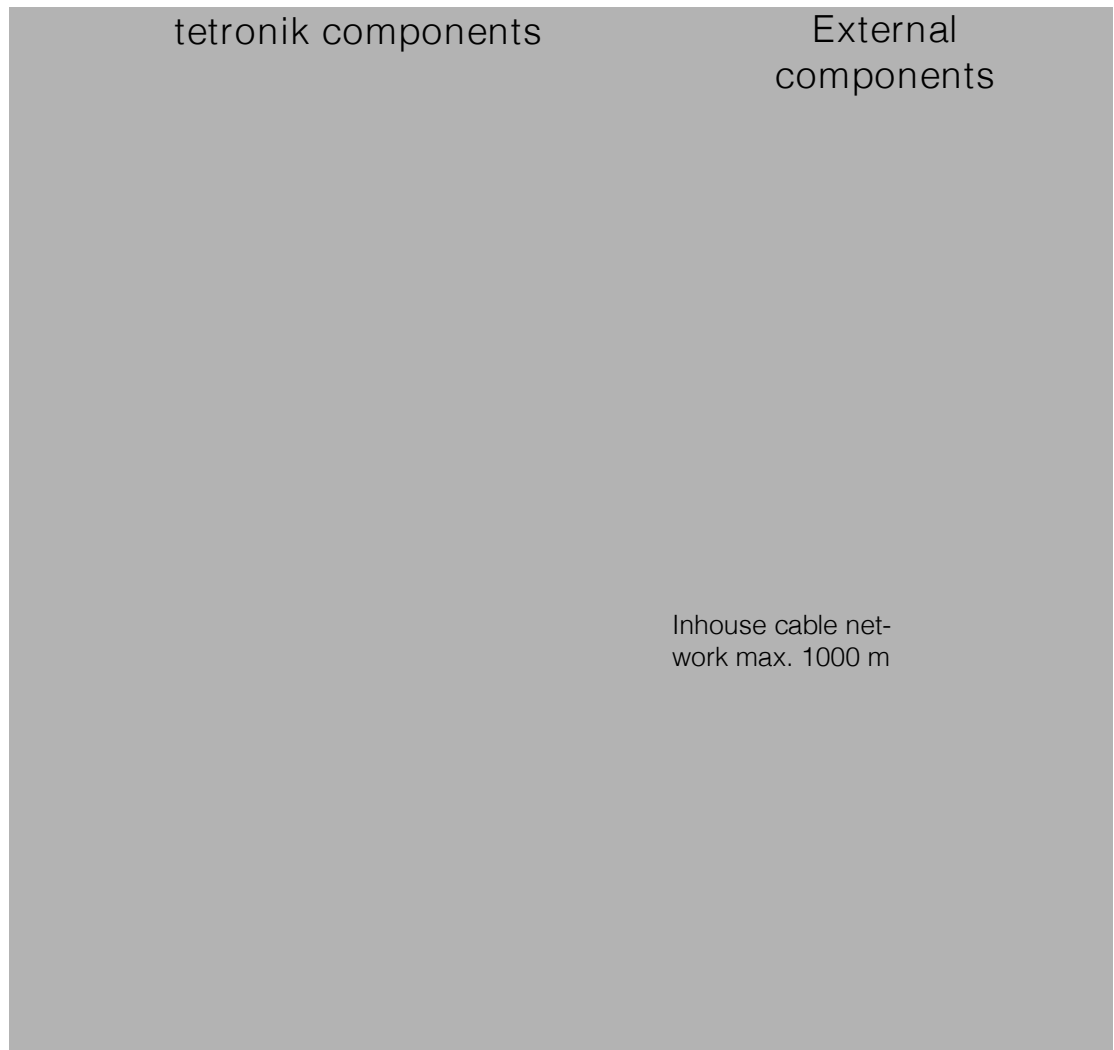 tetronik components
External
components
Inhouse cable net-
work max. 1000 m